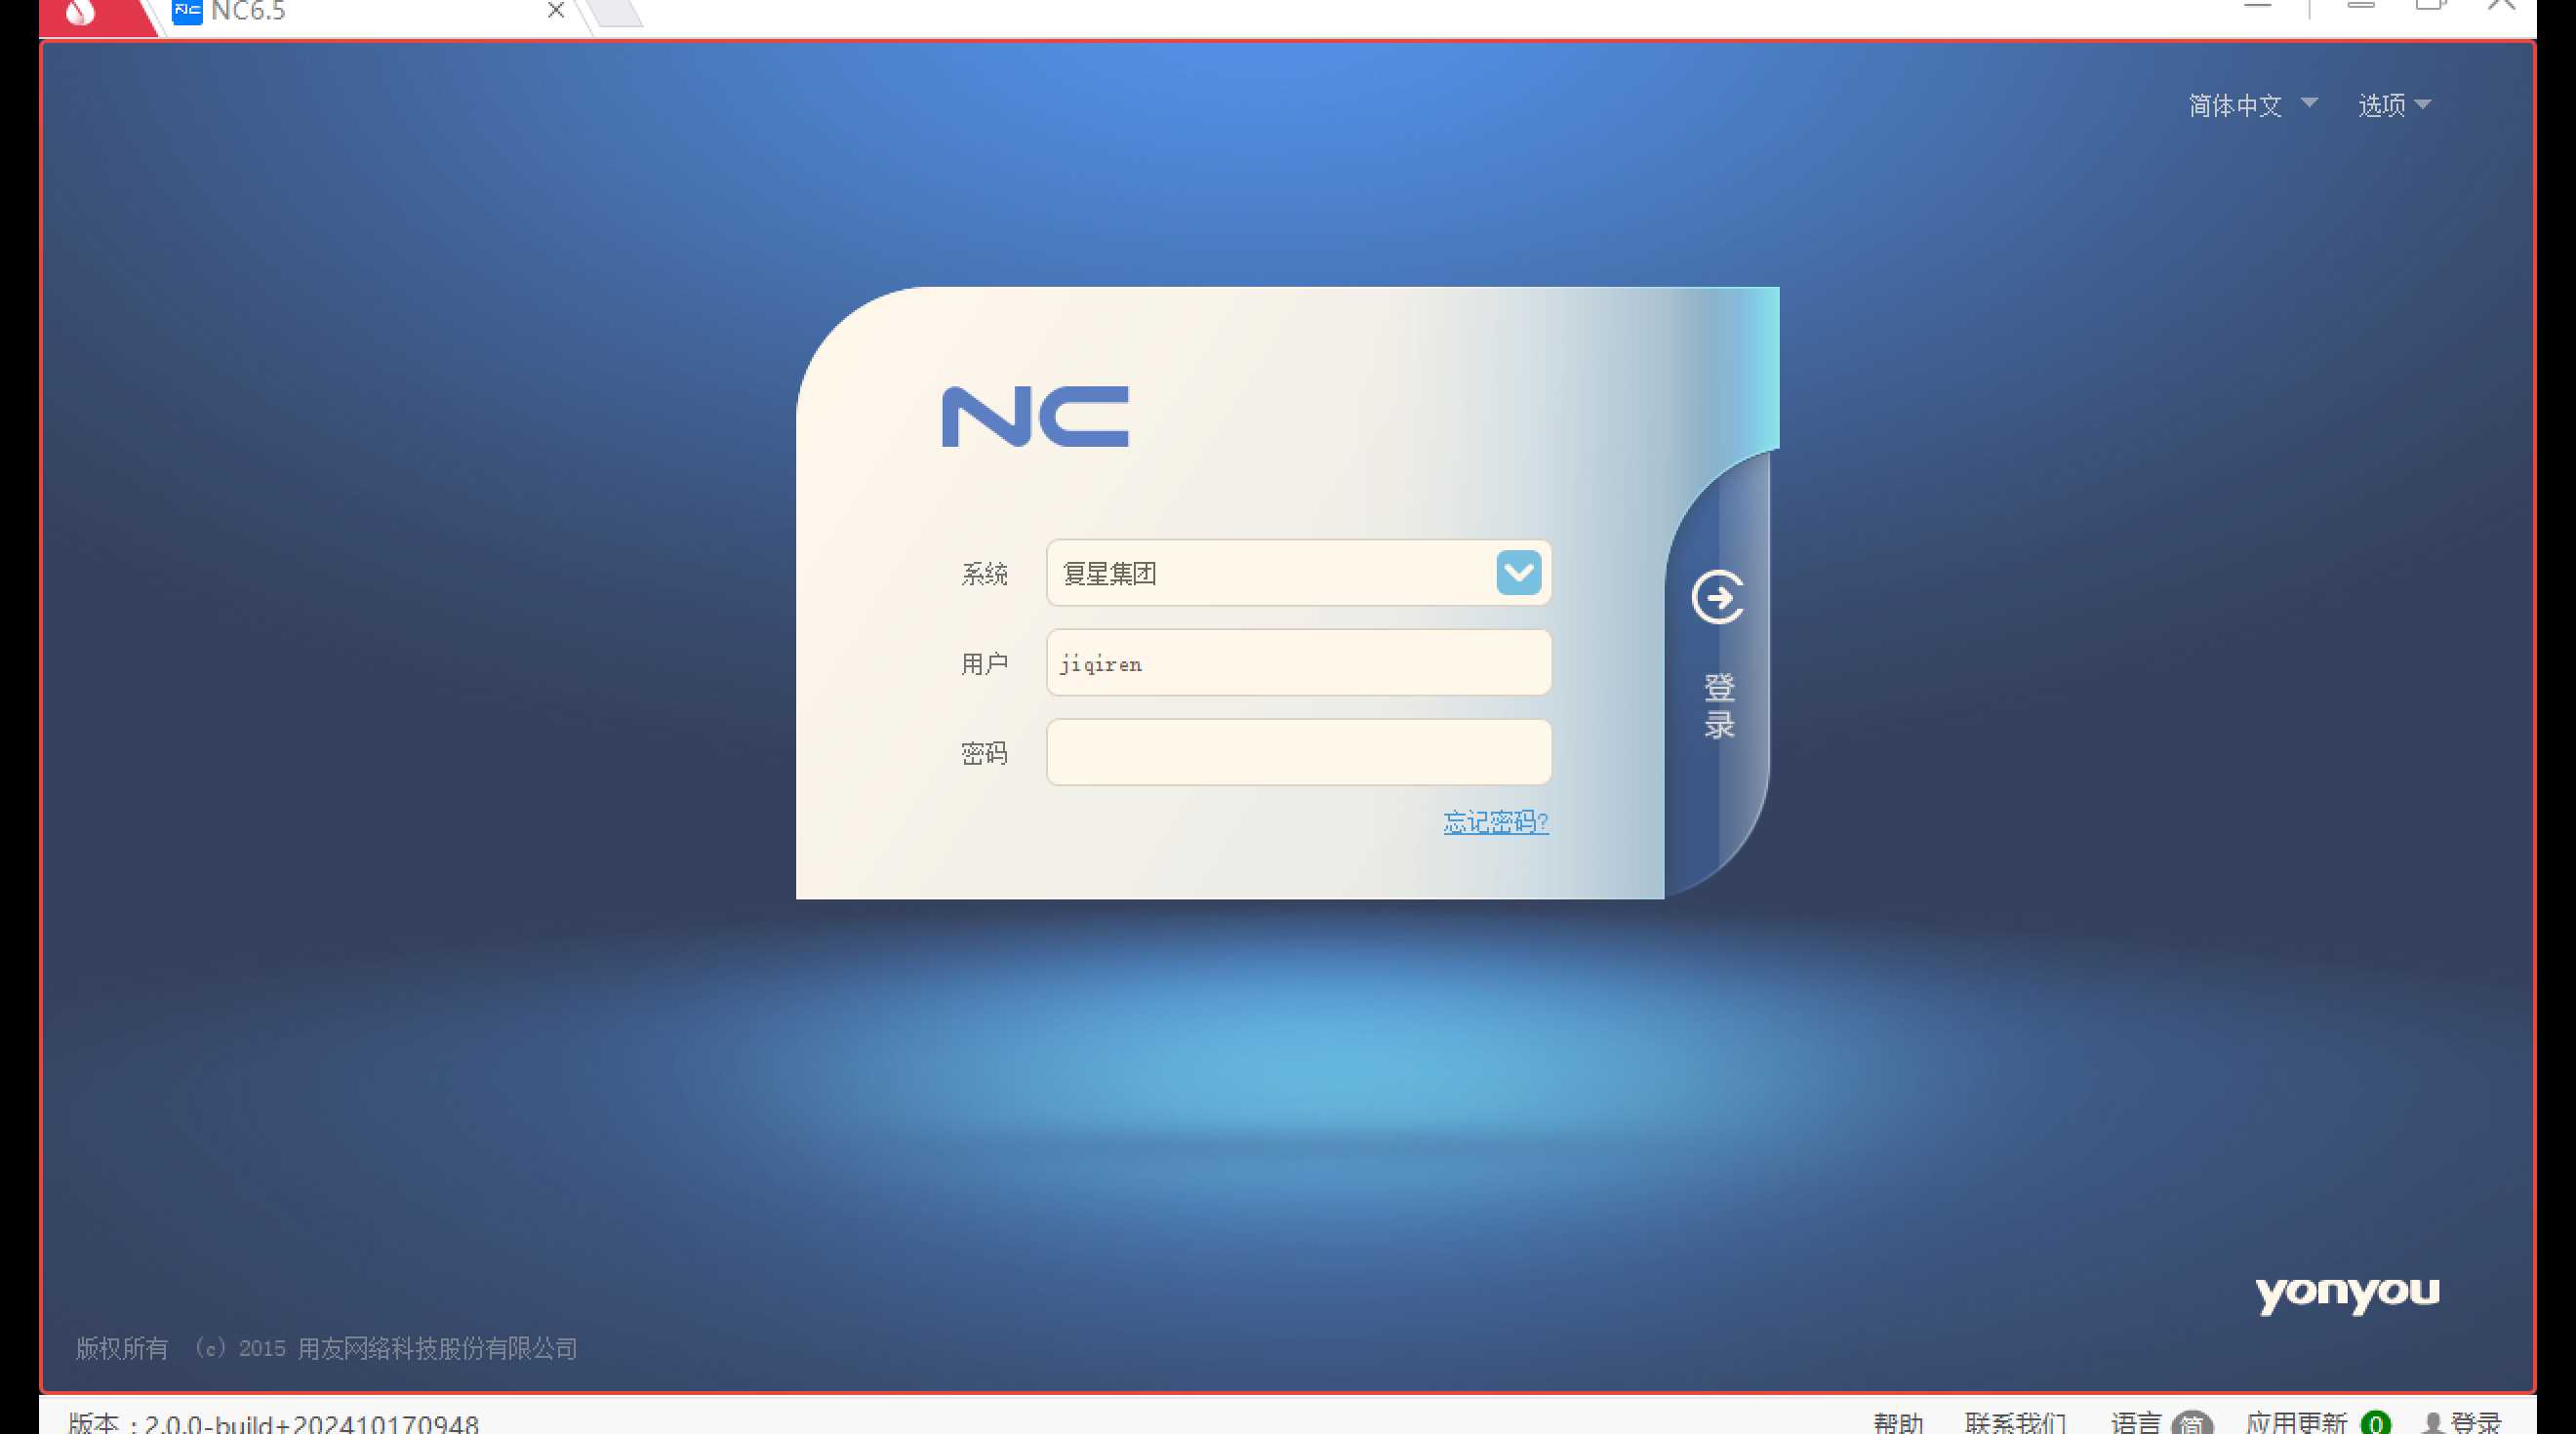 NC NC6.5
简体中文 选项
NC
系统 复星集团
用户 jiqiren
密码
忘记密码?
登录
yonyou
版权所有 （c）2015 用友网络科技股份有限公司
版本：2.0.0-build+202410170948
帮助 联系我们 语言 简 应用更新 0 登录